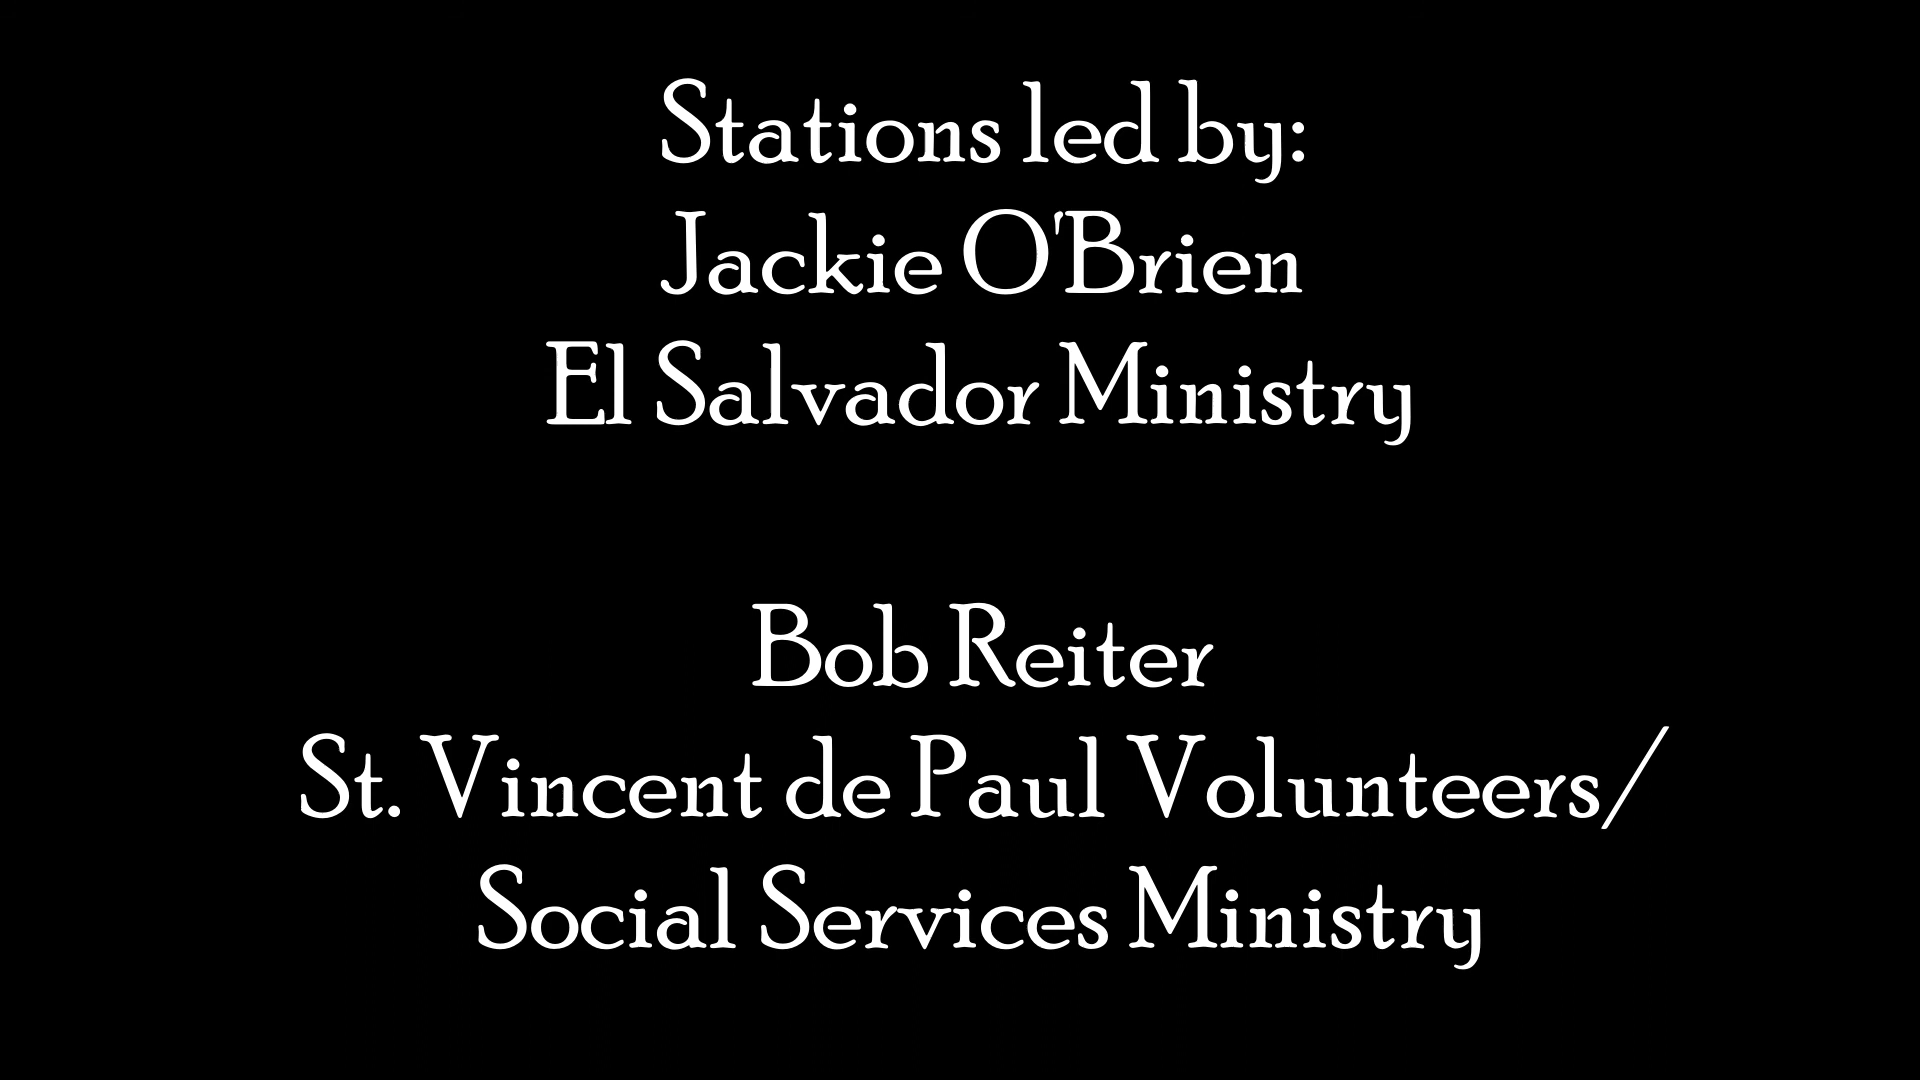 Stations led by:
Jackie O'Brien
El Salvador Ministry
Bob Reiter
St. Vincent de Paul Volunteers/
Social Services Ministry